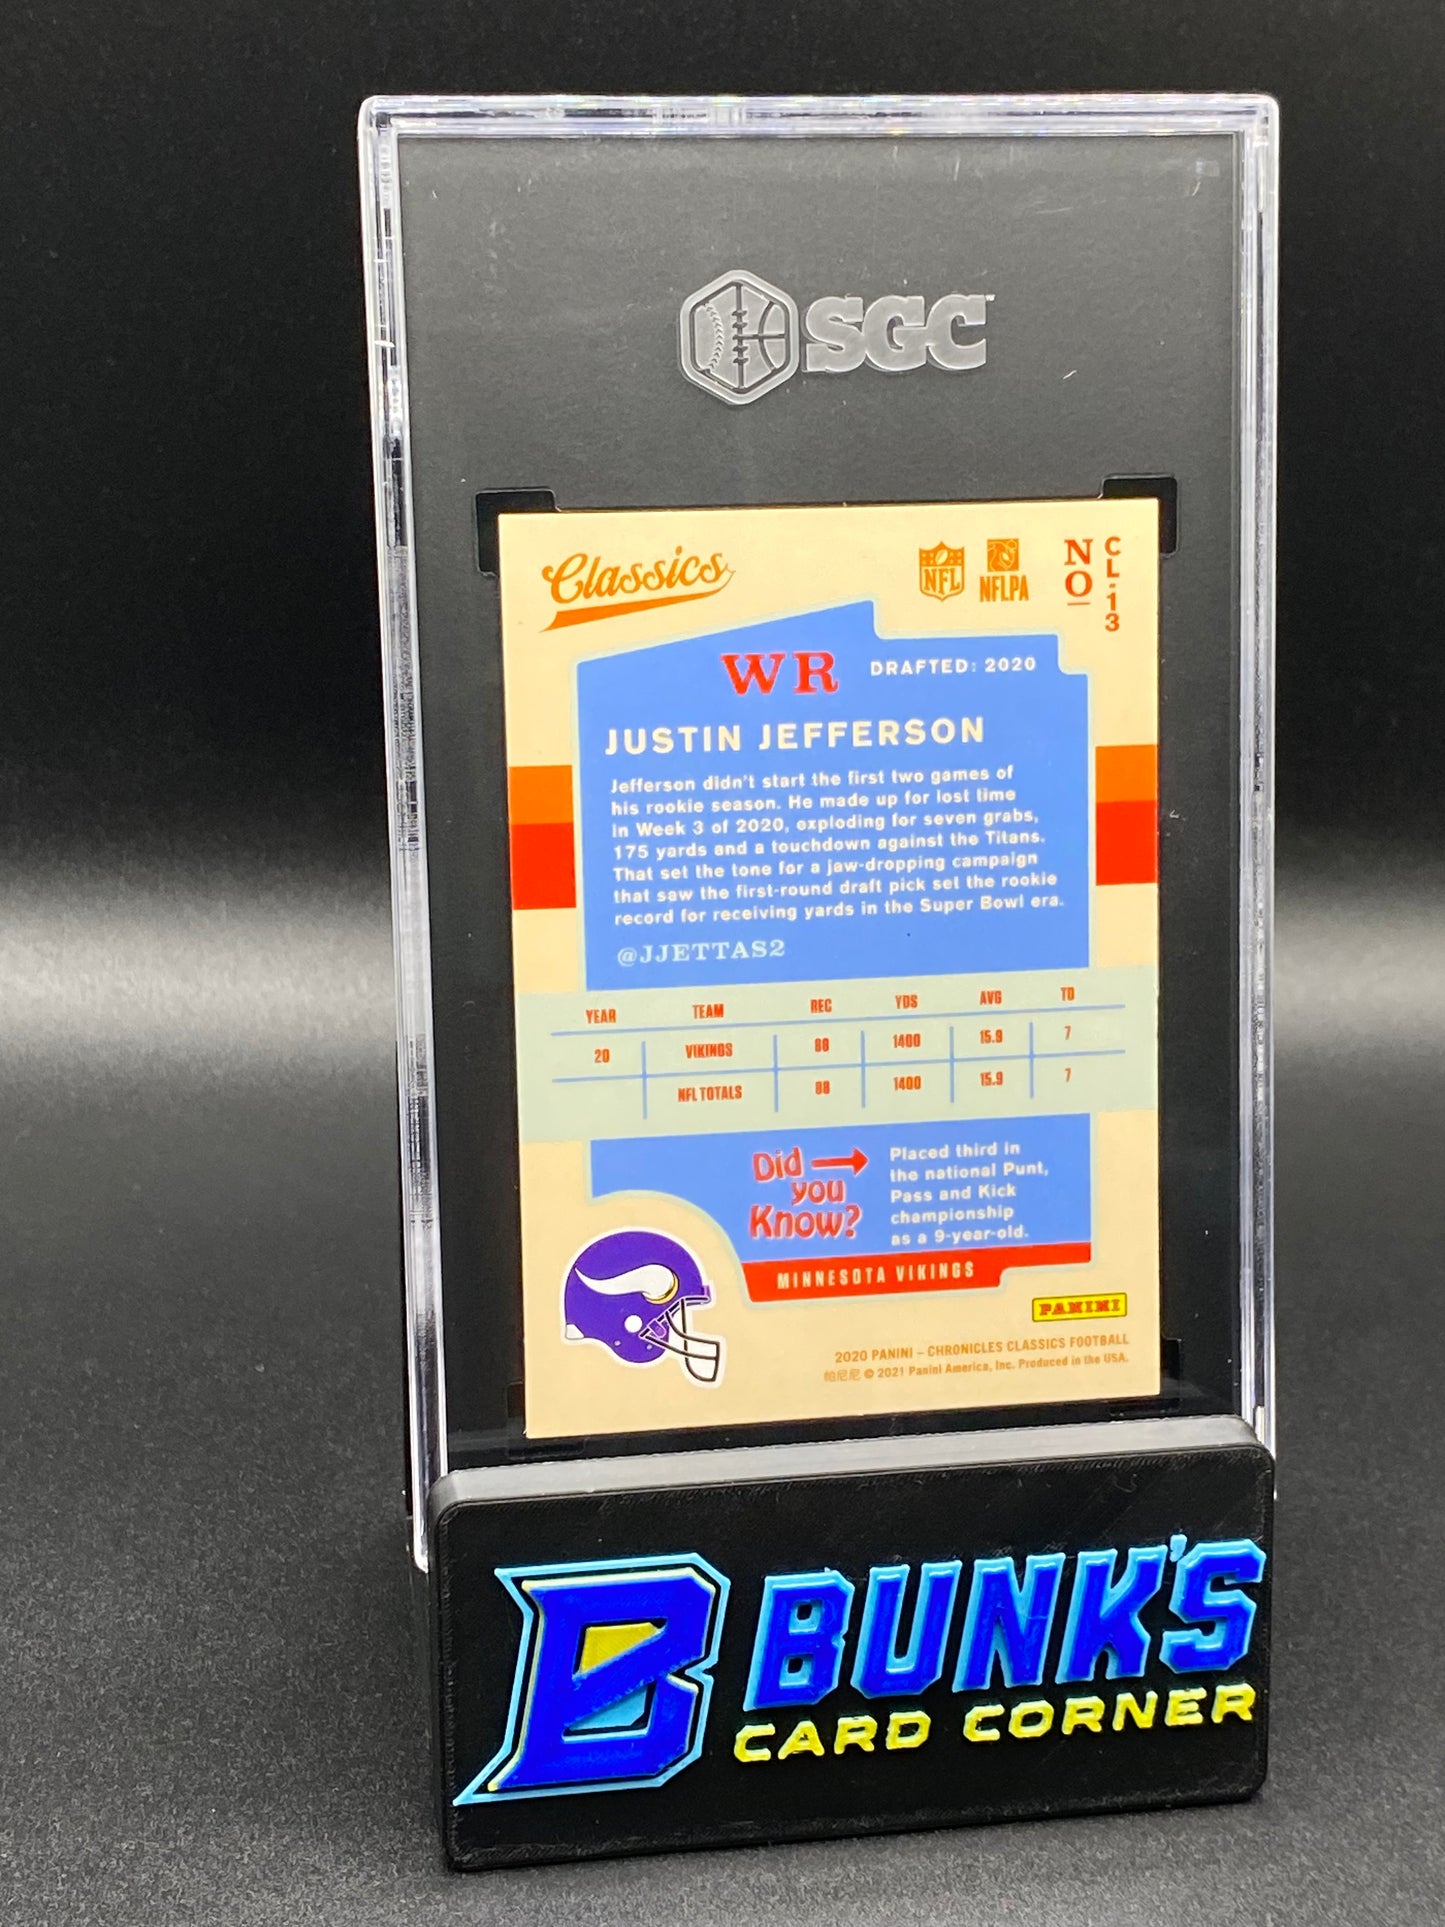 SGC
Classics
NFL
NFLPA
NO
CL-13
WR DRAFTED: 2020
JUSTIN JEFFERSON
Jefferson didn't start the first two games of
his rookie season. He made up for lost time
in Week 3 of 2020, exploding for seven grabs,
175 yards and a touchdown against the Titans.
That set the tone for a jaw-dropping campaign
that saw the first-round draft pick set the rookie
record for receiving yards in the Super Bowl era.
@JJETTAS2
YEAR TEAM REC YDS AVG TD
20 VIKINGS 88 1400 15.9 7
NFL TOTALS 88 1400 15.9 7
Did you Know?
Placed third in
the national Punt,
Pass and Kick
championship
as a 9-year-old.
MINNESOTA VIKINGS
PANINI
2020 PANINI – CHRONICLES CLASSICS FOOTBALL
帕尼尼 © 2021 Panini America, Inc. Produced in the USA.
B BUNK'S
CARD CORNER